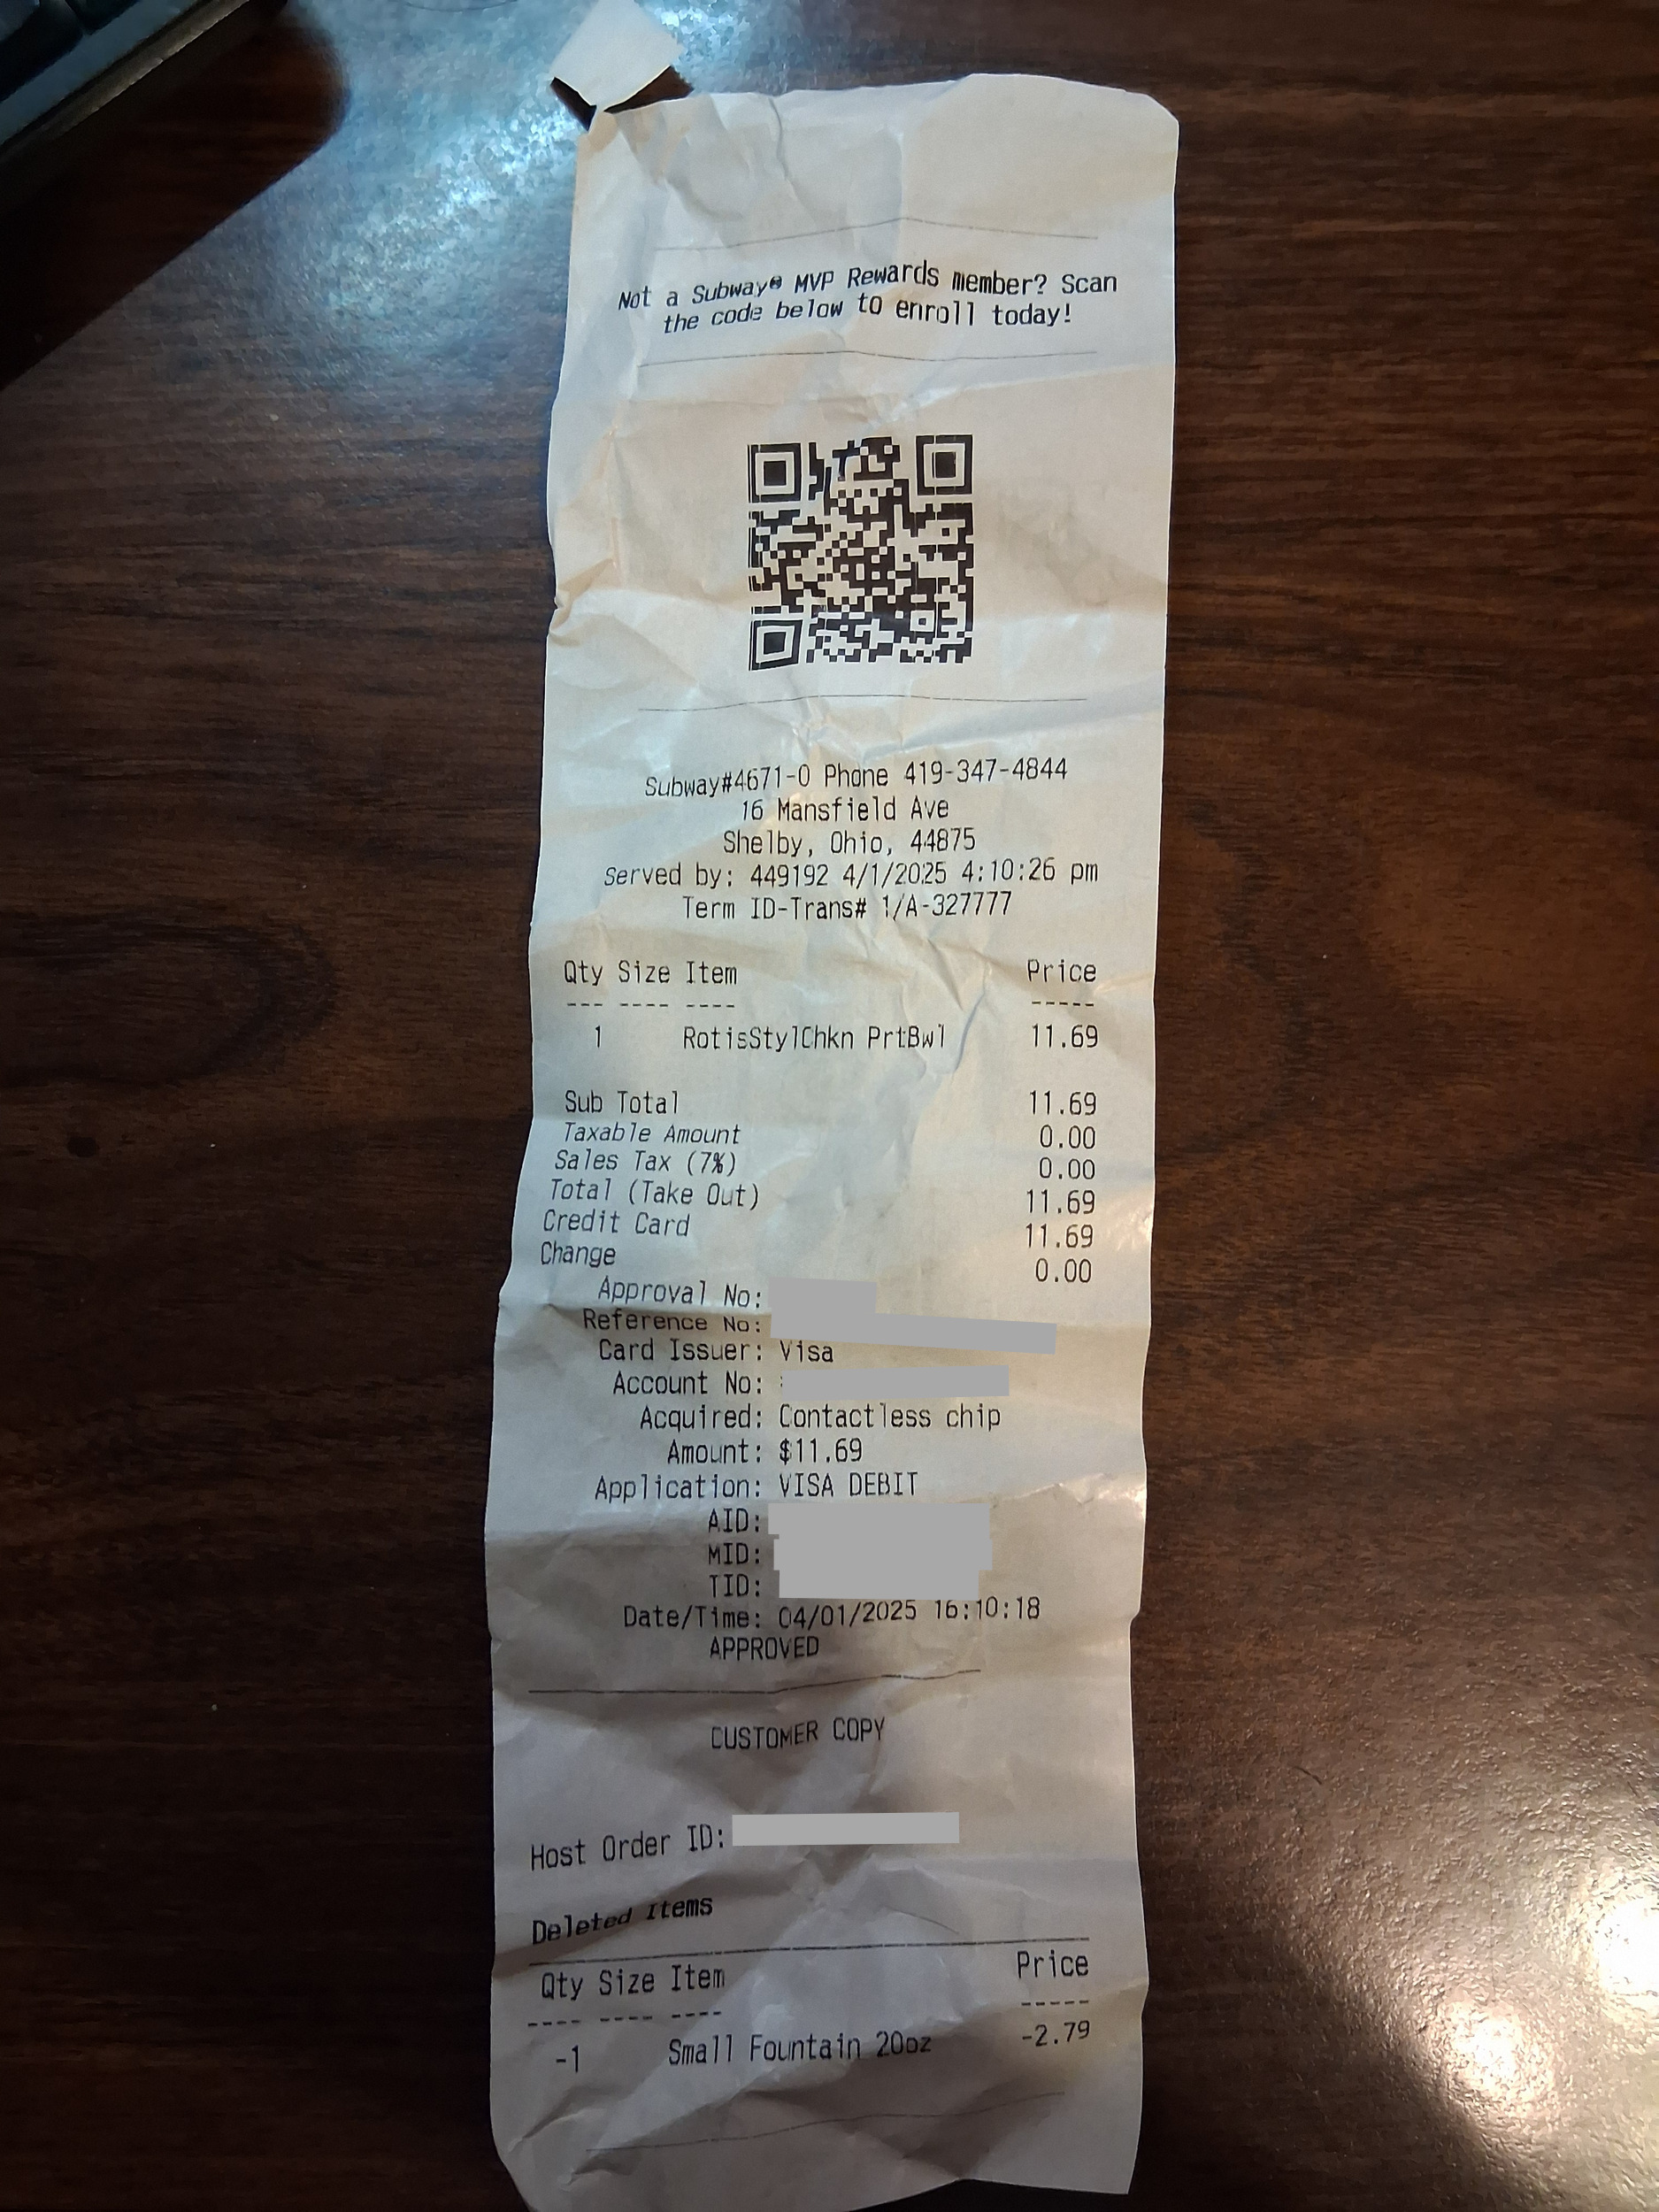 Not a Subway® MVP Rewards member? Scan
the code below to enroll today!
Subway#4671-0 Phone 419-347-4844
16 Mansfield Ave
Shelby, Ohio, 44875
Served by: 449192 4/1/2025 4:10:26 pm
Term ID-Trans# 1/A-327777
Qty Size Item Price
--- ---- ---- -----
1 RotisStylChkn PrtBwl 11.69
Sub Total 11.69
Taxable Amount 0.00
Sales Tax (7%) 0.00
Total (Take Out) 11.69
Credit Card 11.69
Change 0.00
Approval No:
Reference No:
Card Issuer: Visa
Account No:
Acquired: Contactless chip
Amount: $11.69
Application: VISA DEBIT
AID:
MID:
TID:
Date/Time: 04/01/2025 16:10:18
APPROVED
CUSTOMER COPY
Host Order ID:
Deleted Items
Qty Size Item Price
---- ---- ---- -----
-1 Small Fountain 20oz -2.79